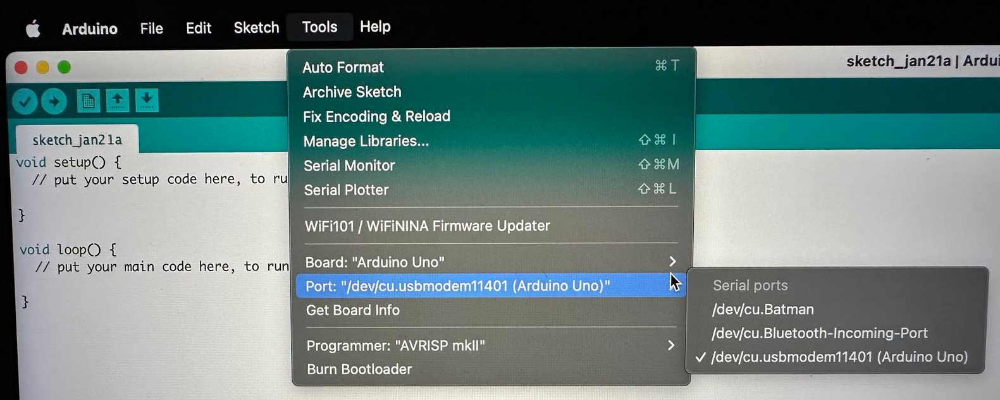 Arduino File Edit Sketch Tools Help
sketch_jan21a | Ardui
Auto Format ⌘T
Archive Sketch
Fix Encoding & Reload
Manage Libraries... ⇧⌘I
Serial Monitor ⇧⌘M
Serial Plotter ⇧⌘L
WiFi101 / WiFiNINA Firmware Updater
Board: "Arduino Uno"
Port: "/dev/cu.usbmodem11401 (Arduino Uno)"
Get Board Info
Programmer: "AVRISP mkII"
Burn Bootloader
Serial ports
/dev/cu.Batman
/dev/cu.Bluetooth-Incoming-Port
✓ /dev/cu.usbmodem11401 (Arduino Uno)
sketch_jan21a
void setup() {
// put your setup code here, to ru
}
void loop() {
// put your main code here, to run
}